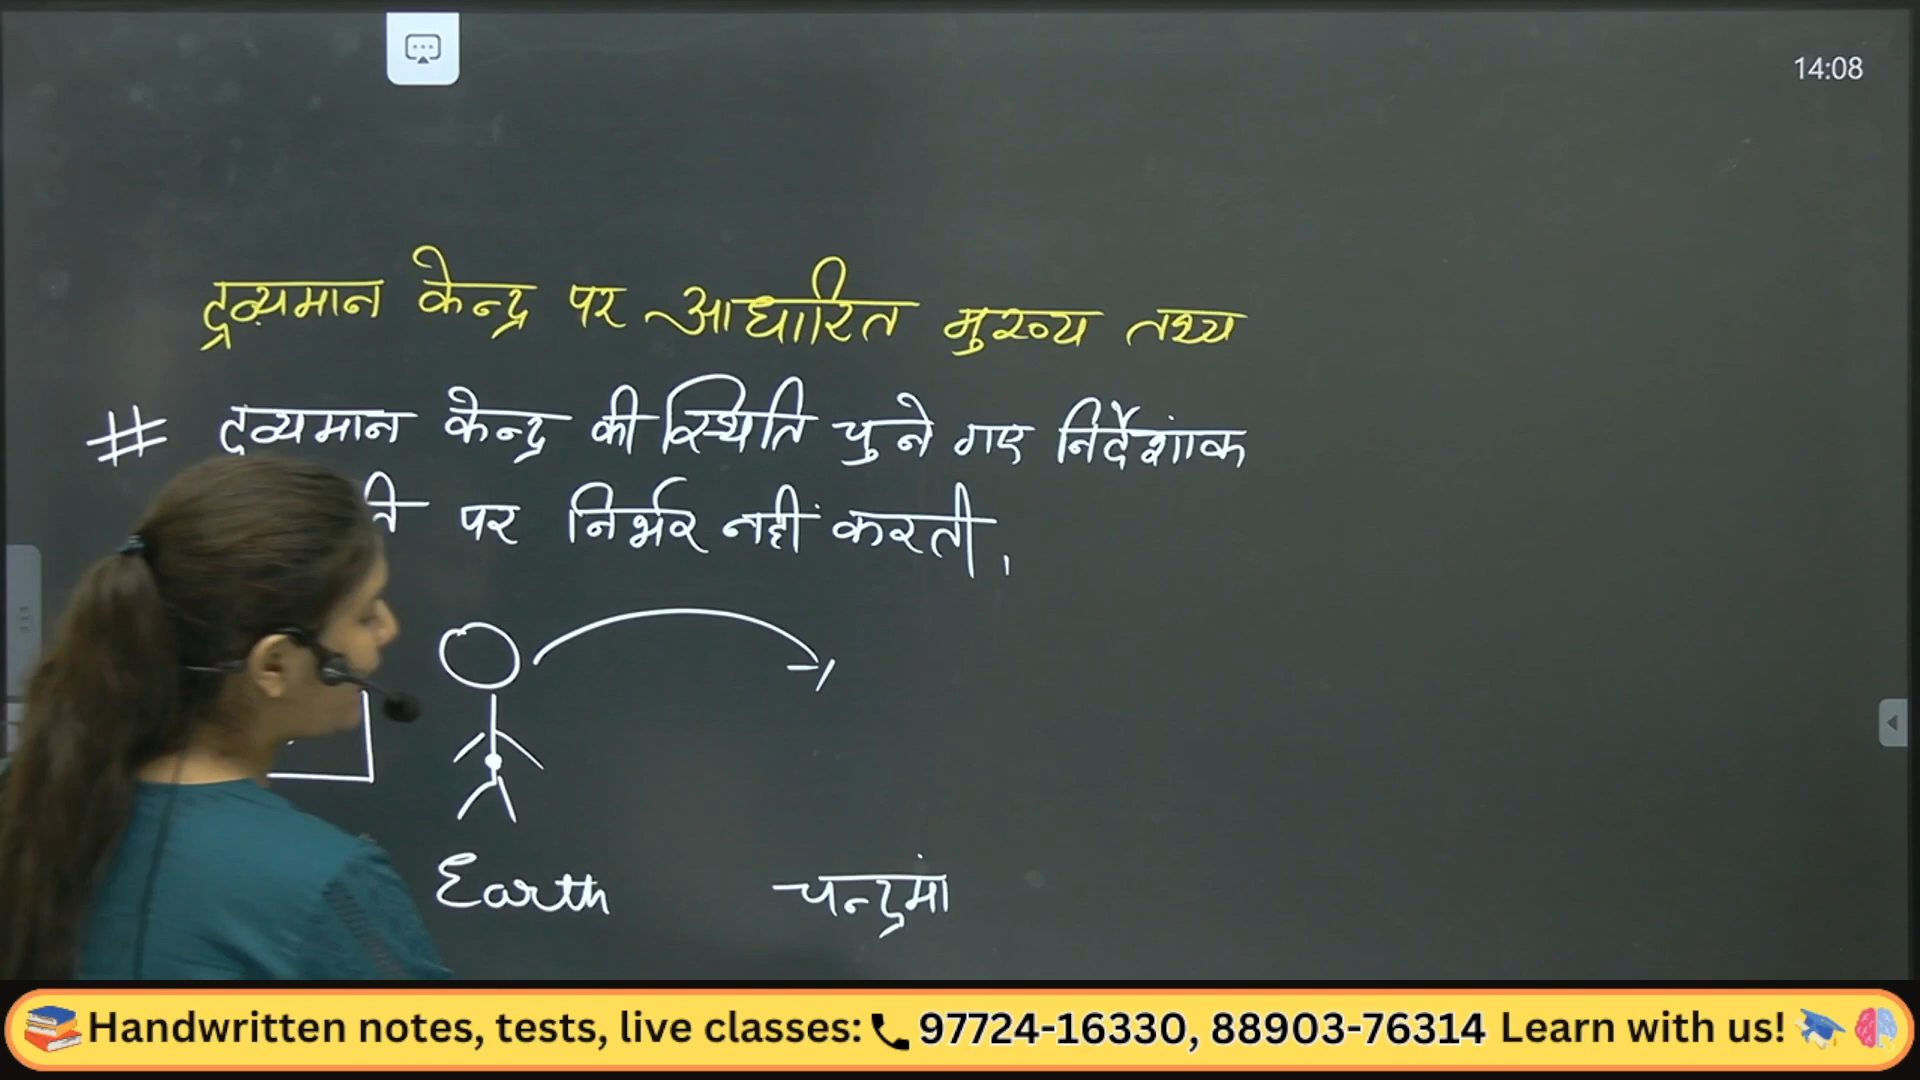 14:08
द्रव्यमान केन्द्र पर आधारित मुख्य तथ्य
# द्रव्यमान केन्द्र की स्थिति चुने गए निर्देशांक
पर निर्भर नहीं करती।
Earth चन्द्रमां
Handwritten notes, tests, live classes: 97724-16330, 88903-76314 Learn with us!